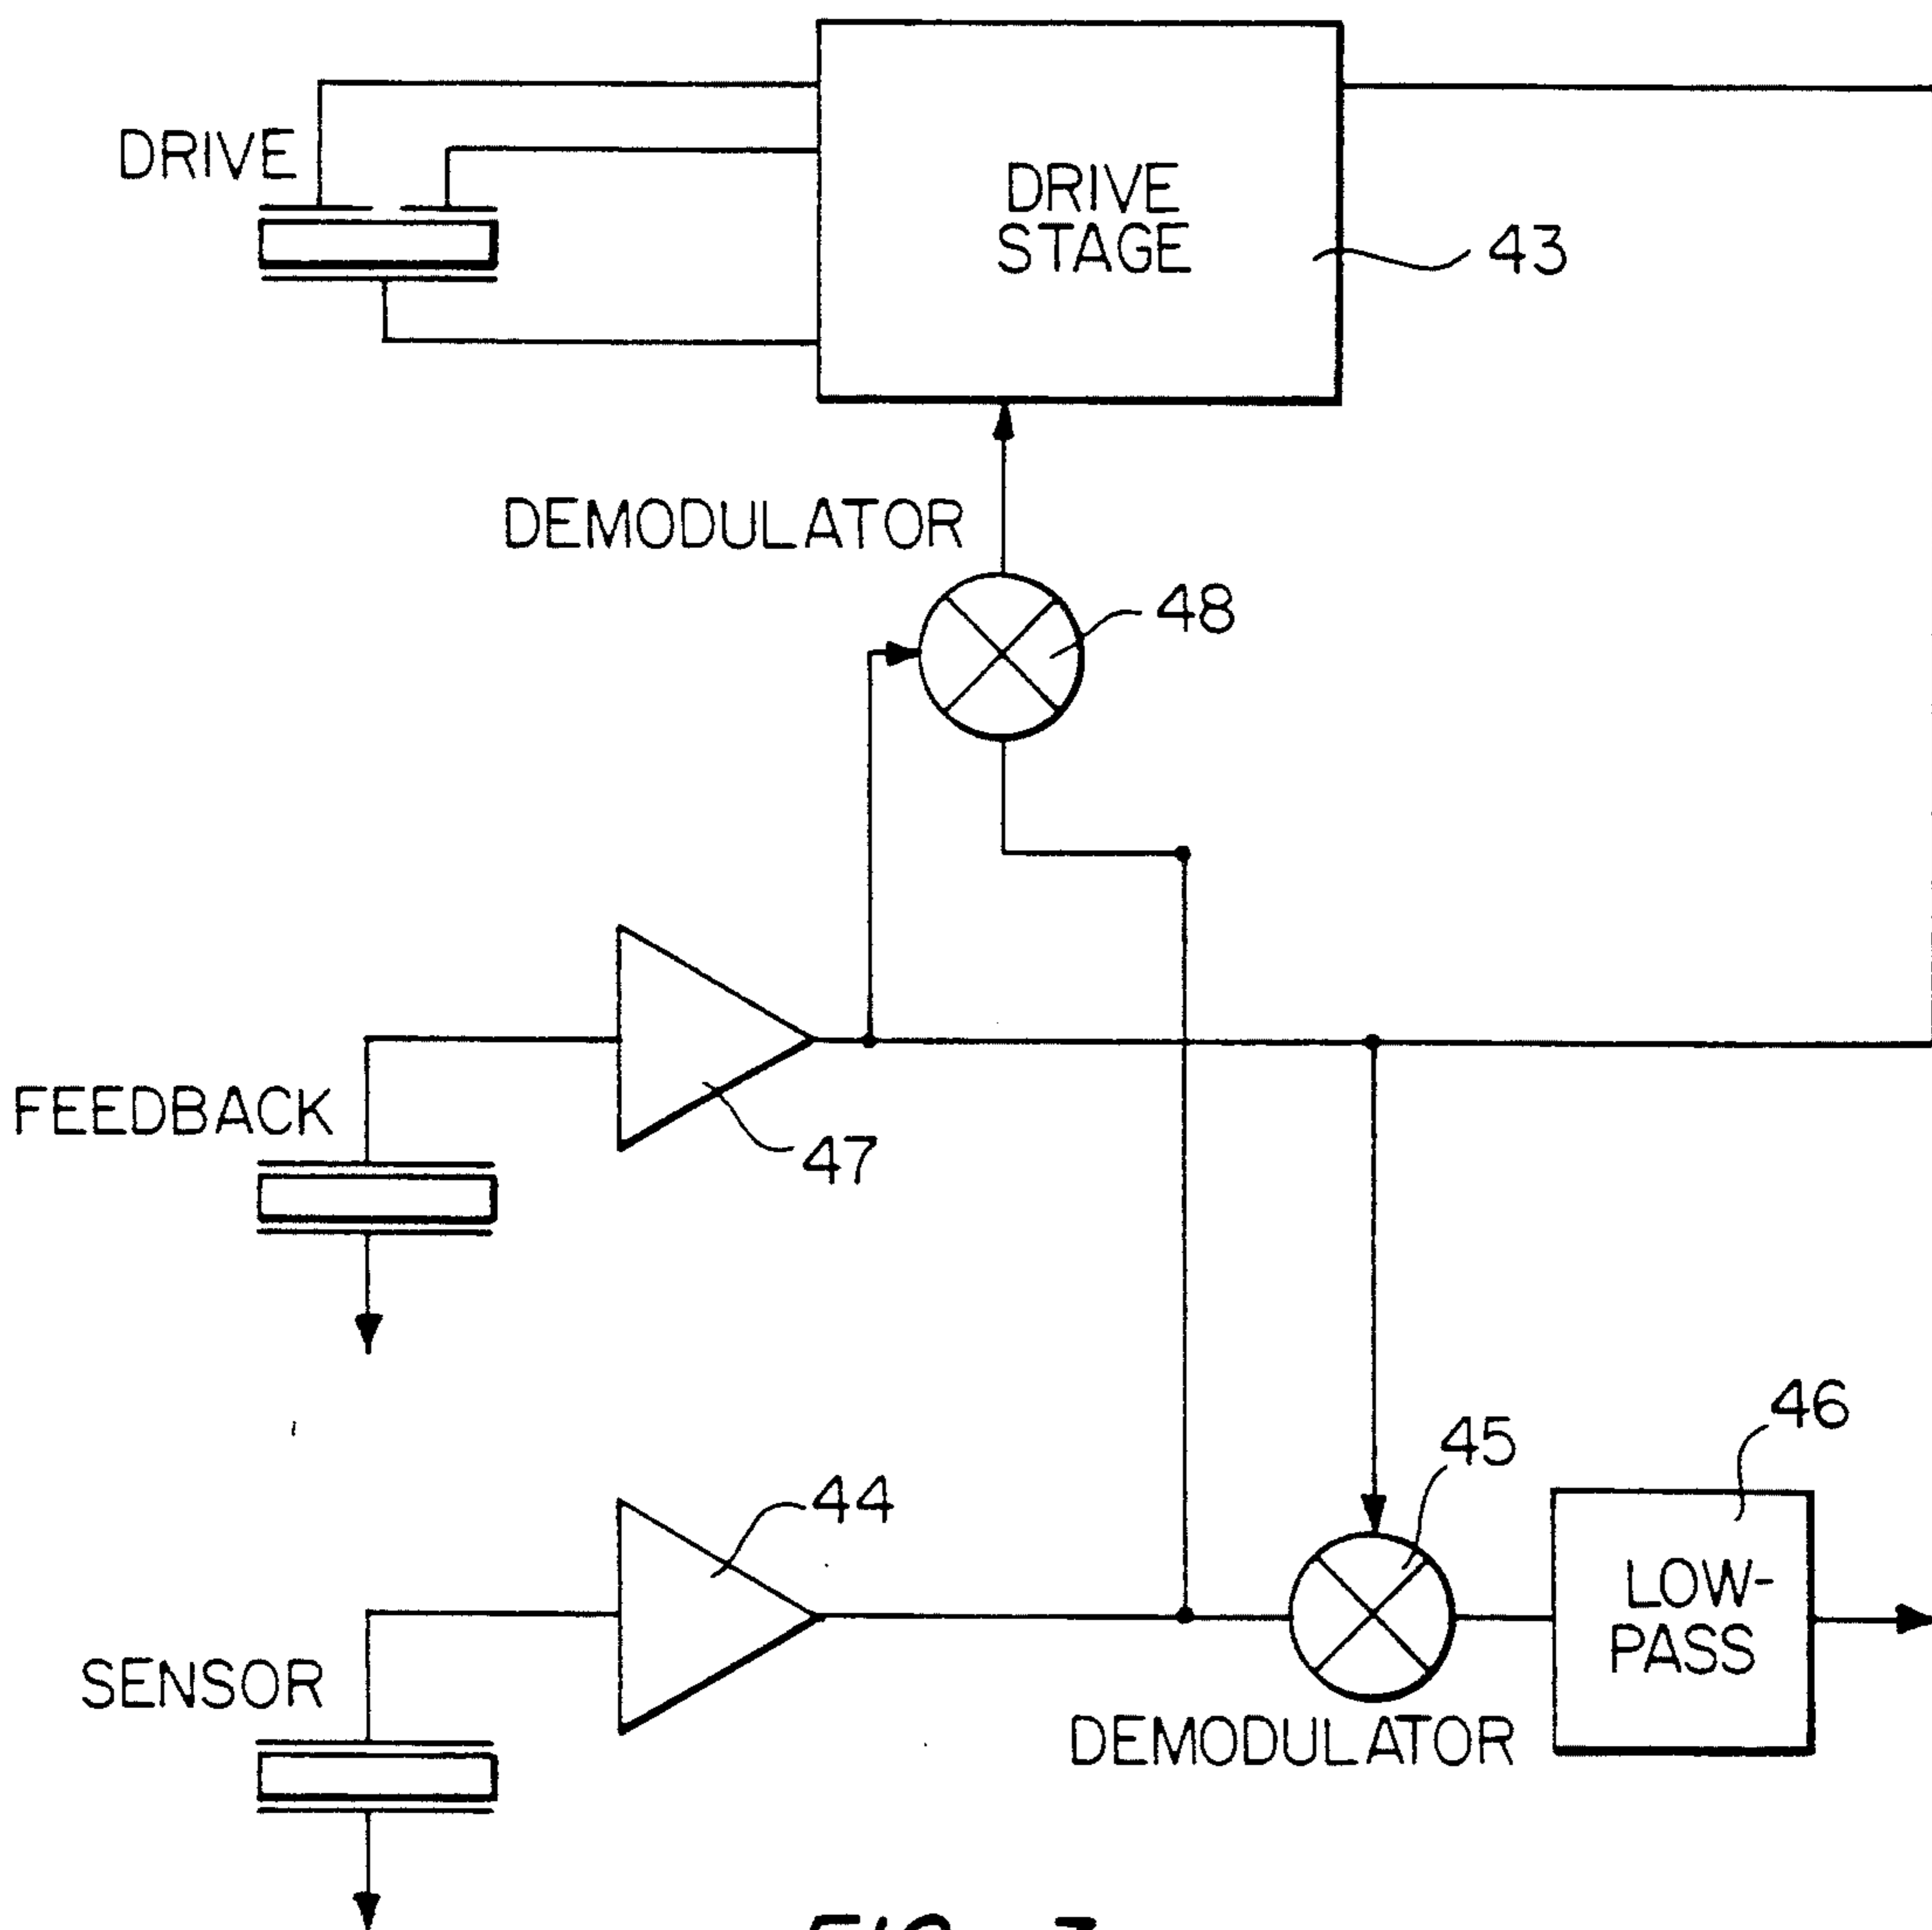 DRIVE
DRIVE
STAGE
43
DEMODULATOR
48
FEEDBACK
47
46
45
44
LOW-
PASS
SENSOR
DEMODULATOR